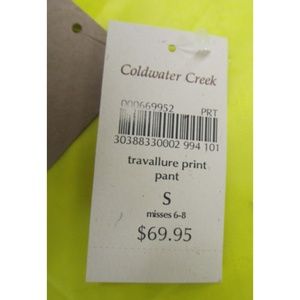 Coldwater Creek
000669952 PRT
30388330002 994 101
travallure print
pant
S
misses 6-8
$69.95